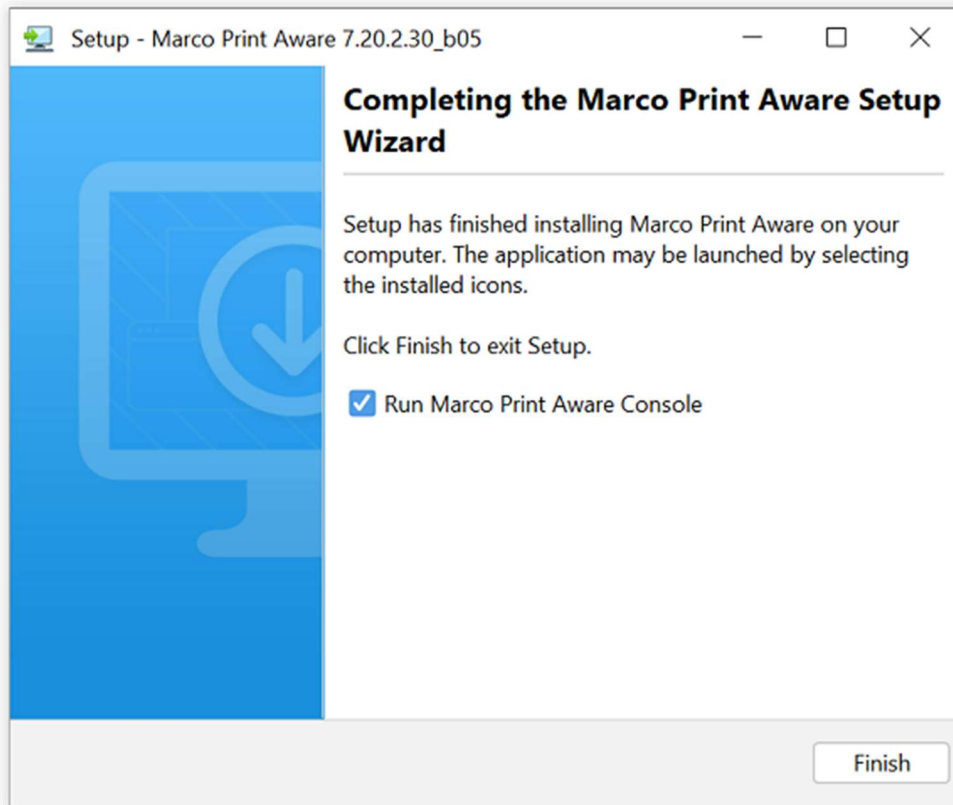 Setup - Marco Print Aware 7.20.2.30_b05
Completing the Marco Print Aware Setup
Wizard
Setup has finished installing Marco Print Aware on your
computer. The application may be launched by selecting
the installed icons.
Click Finish to exit Setup.
Run Marco Print Aware Console
Finish